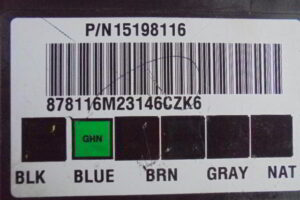 P/N15198116
878116M23146CZK6
GHN
BLK BLUE BRN GRAY NAT